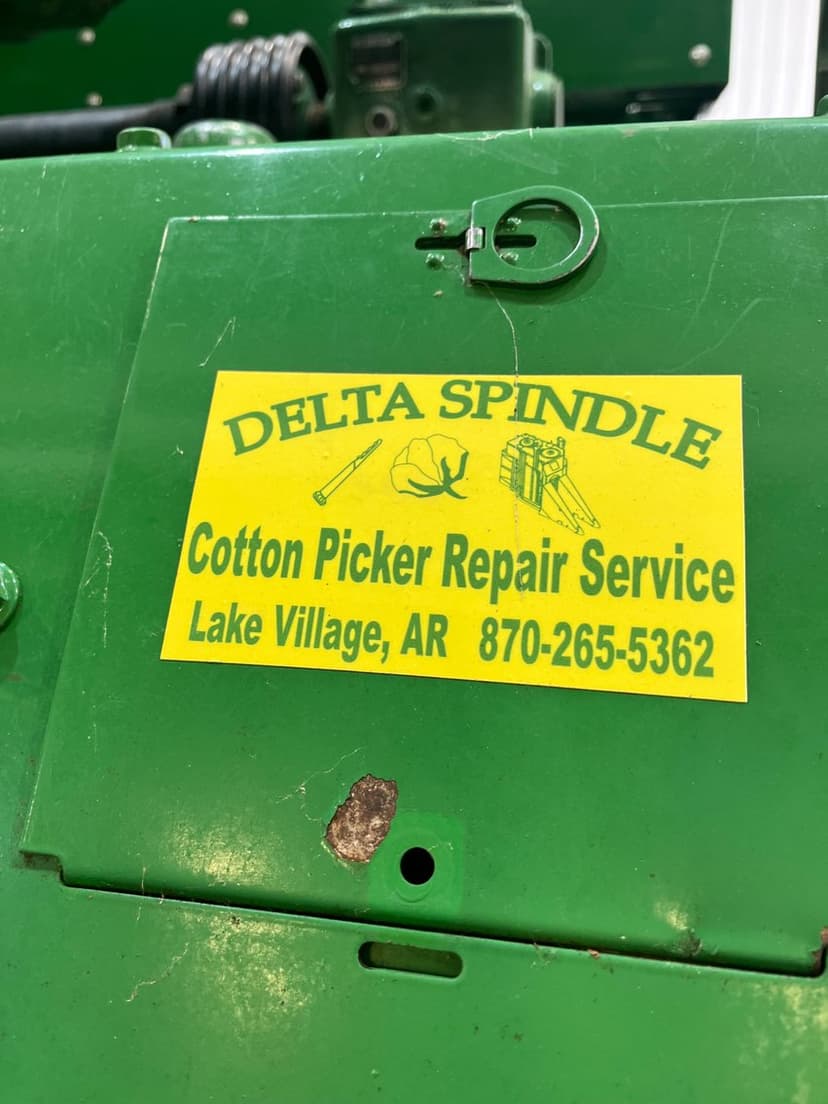 DELTA SPINDLE
Cotton Picker Repair Service
Lake Village, AR 870-265-5362